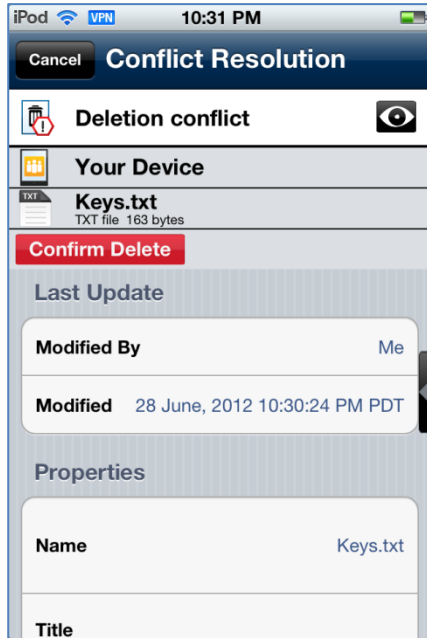 iPod VPN 10:31 PM
Cancel Conflict Resolution
Deletion conflict
Your Device
TXT
Keys.txt
TXT file 163 bytes
Confirm Delete
Last Update
Modified By Me
Modified 28 June, 2012 10:30:24 PM PDT
Properties
Name Keys.txt
Title